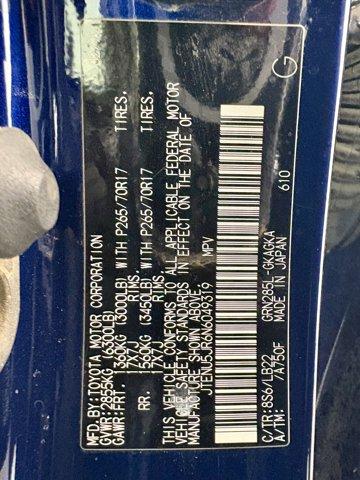 MFD.BY:TOYOTA MOTOR CORPORATION
GVWR:2855KG(6300LB)
GAWR:FRT. 1360KG (3000LB) WITH P265/70R17 TIRES,
17X7J RIMS,
RR. 1560KG (3450LB) WITH P265/70R17 TIRES,
17X7J RIMS
THIS VEHICLE CONFORMS TO ALL APPLICABLE FEDERAL MOTOR
VEHICLE SAFETY STANDARDS IN EFFECT ON THE DATE OF
MANUFACTURE SHOWN ABOVE.
JTENU5JR6N6049319 MPV
C/TR:8S6/LB22 GRN285L-GKAGKA
A/TM: /A750F MADE IN JAPAN
610
G